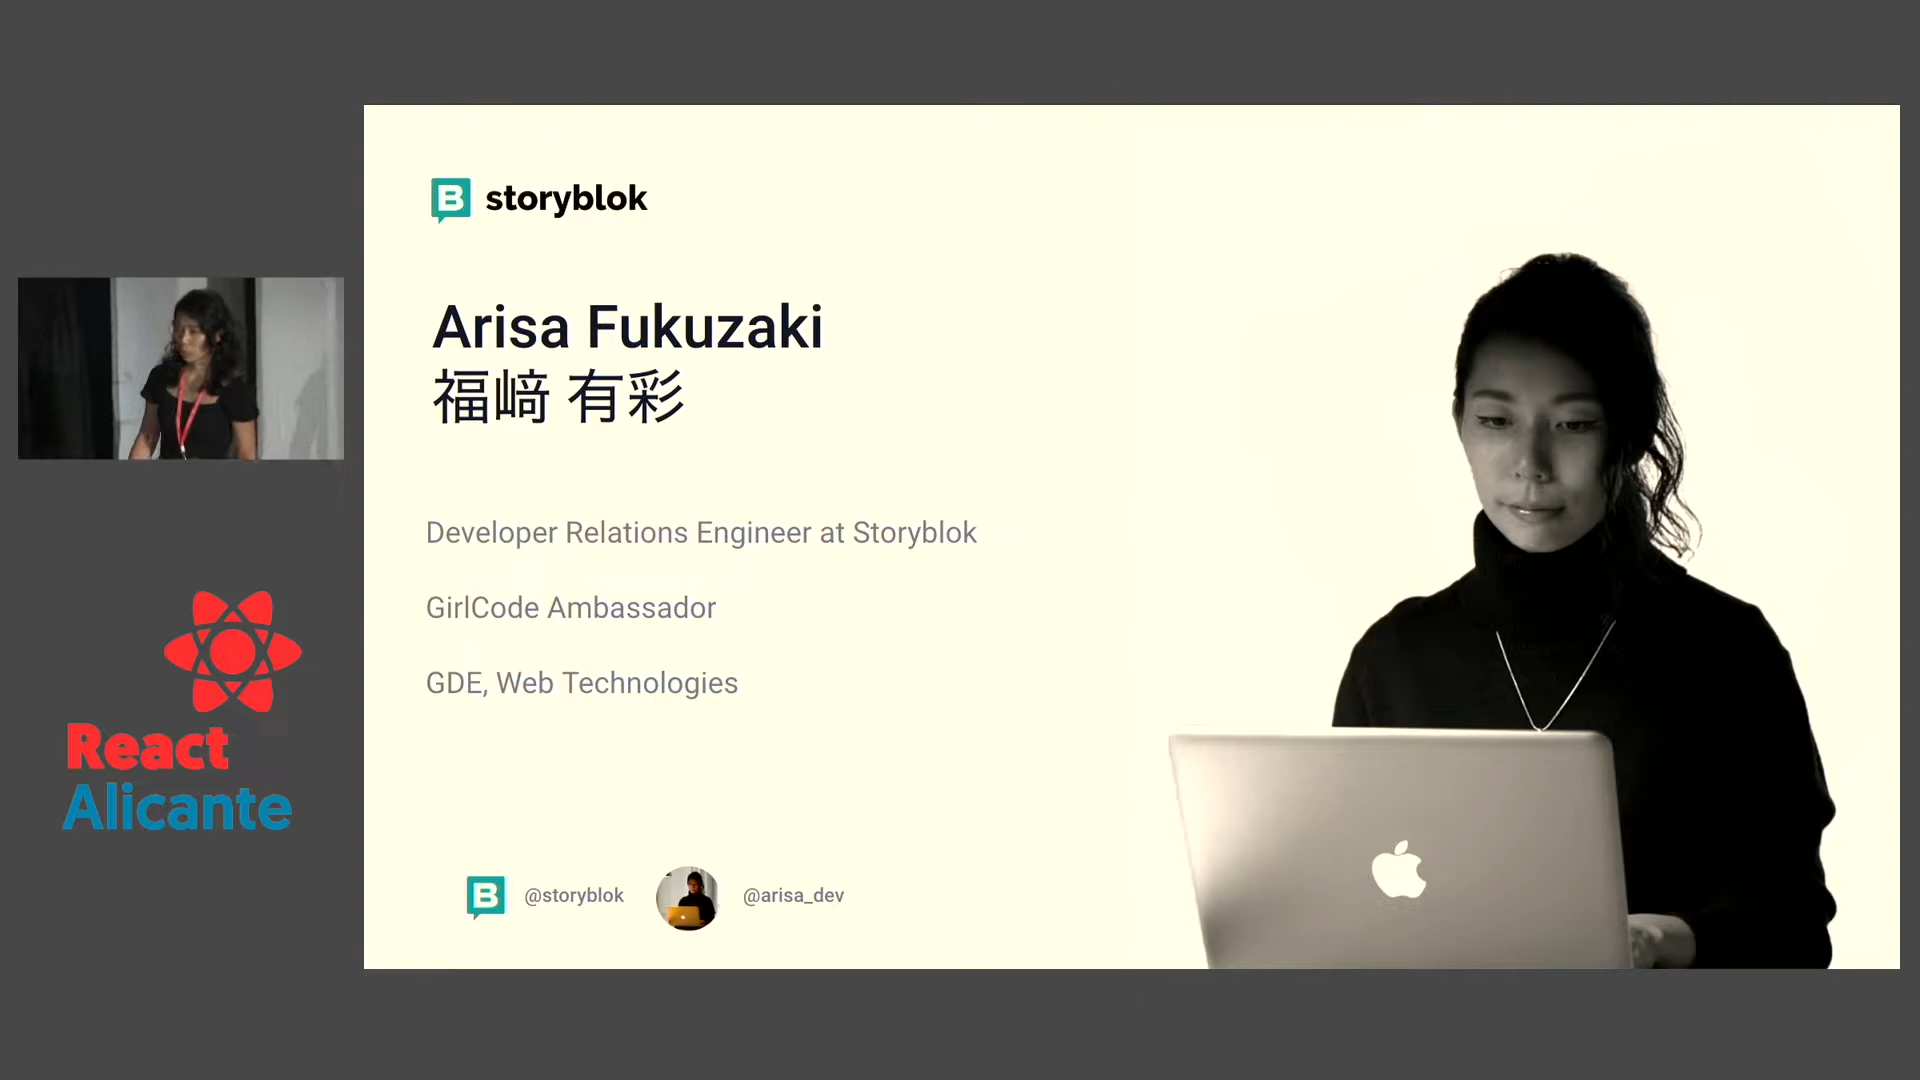 storyblok
Arisa Fukuzaki
福﨑 有彩
Developer Relations Engineer at Storyblok
GirlCode Ambassador
GDE, Web Technologies
@storyblok
@arisa_dev
React
Alicante